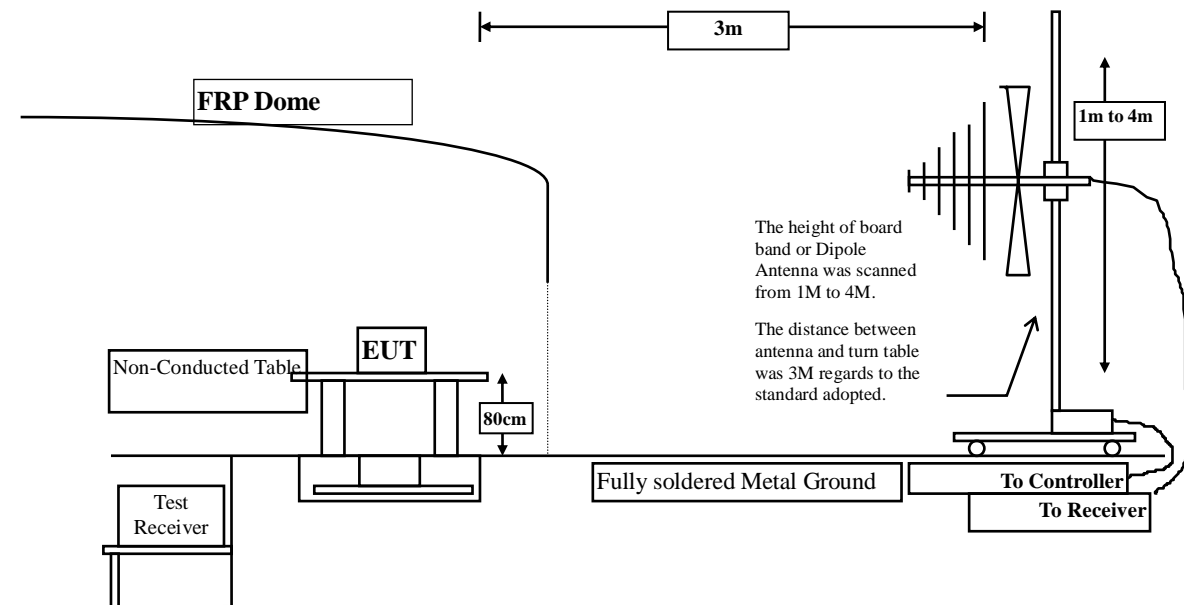 3m
FRP Dome
1m to 4m
The height of board
band or Dipole
Antenna was scanned
from 1M to 4M.
The distance between
antenna and turn table
was 3M regards to the
standard adopted.
EUT
Non-Conducted Table
80cm
Fully soldered Metal Ground
To Controller
To Receiver
Test
Receiver